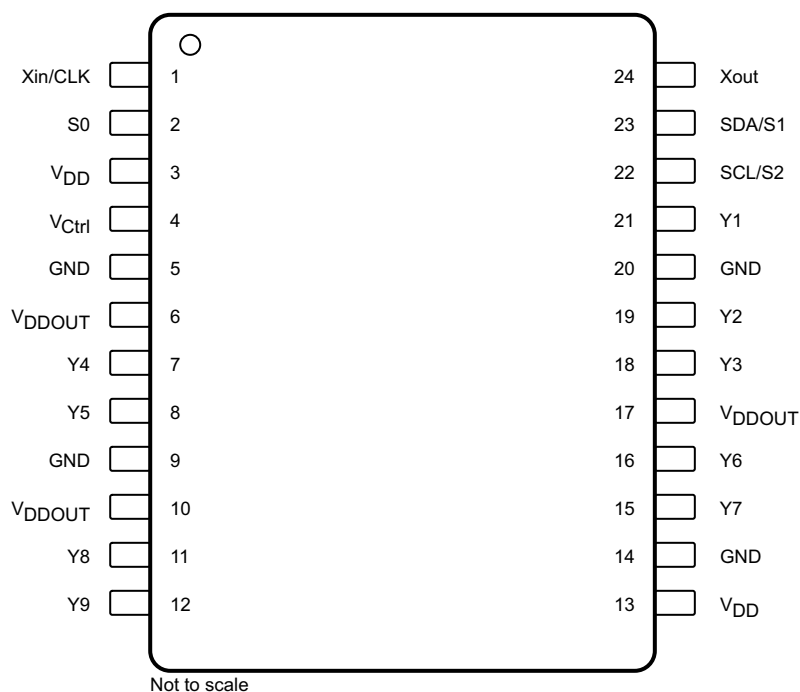 Xin/CLK 1 24 Xout
S0 2 23 SDA/S1
VDD 3 22 SCL/S2
VCtrl 4 21 Y1
GND 5 20 GND
VDDOUT 6 19 Y2
Y4 7 18 Y3
Y5 8 17 VDDOUT
GND 9 16 Y6
VDDOUT 10 15 Y7
Y8 11 14 GND
Y9 12 13 VDD
Not to scale